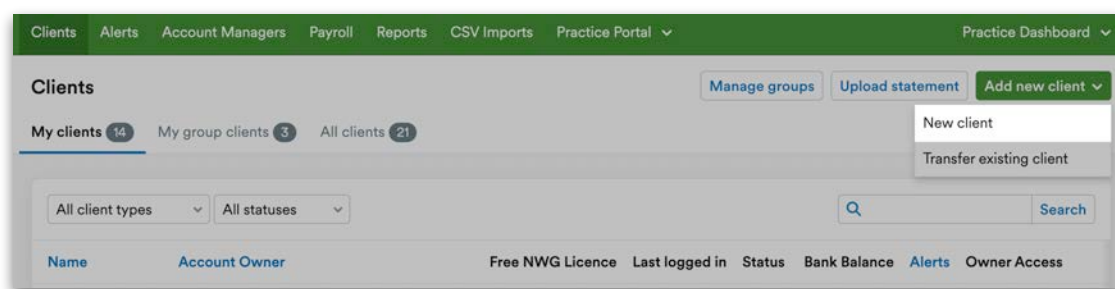 Clients Alerts Account Managers Payroll Reports CSV Imports Practice Portal Practice Dashboard
Clients Manage groups Upload statement Add new client
My clients 14 My group clients 3 All clients 21
New client
Transfer existing client
All client types All statuses Search
Name Account Owner Free NWG Licence Last logged in Status Bank Balance Alerts Owner Access